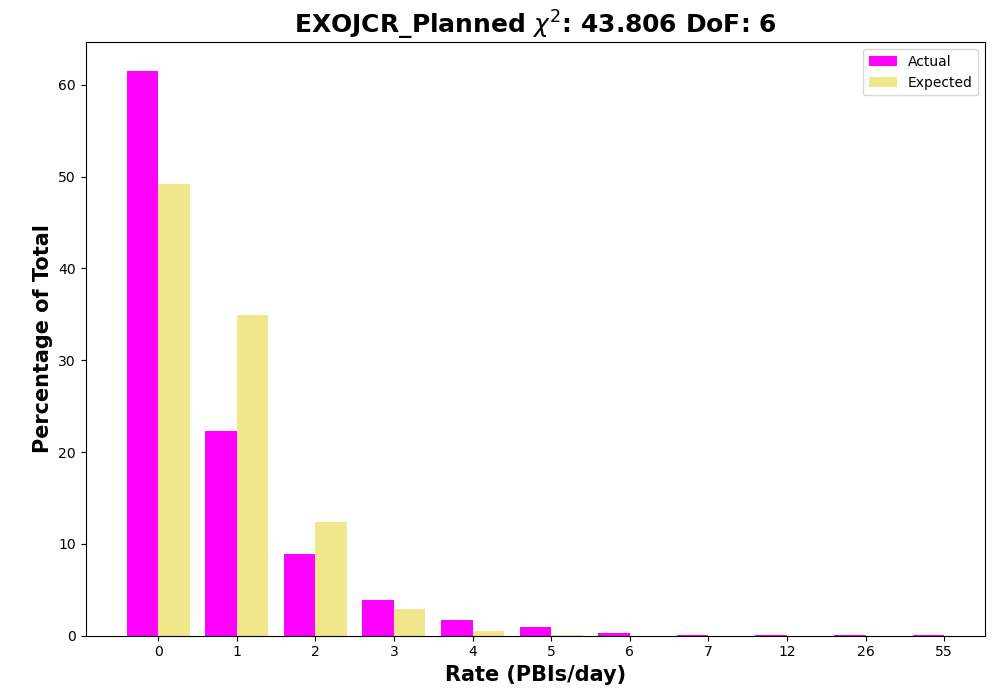 EXOJCR_Planned χ²: 43.806 DoF: 6
Actual
Expected
Percentage of Total
60
50
40
30
20
10
0
0 1 2 3 4 5 6 7 12 26 55
Rate (PBIs/day)